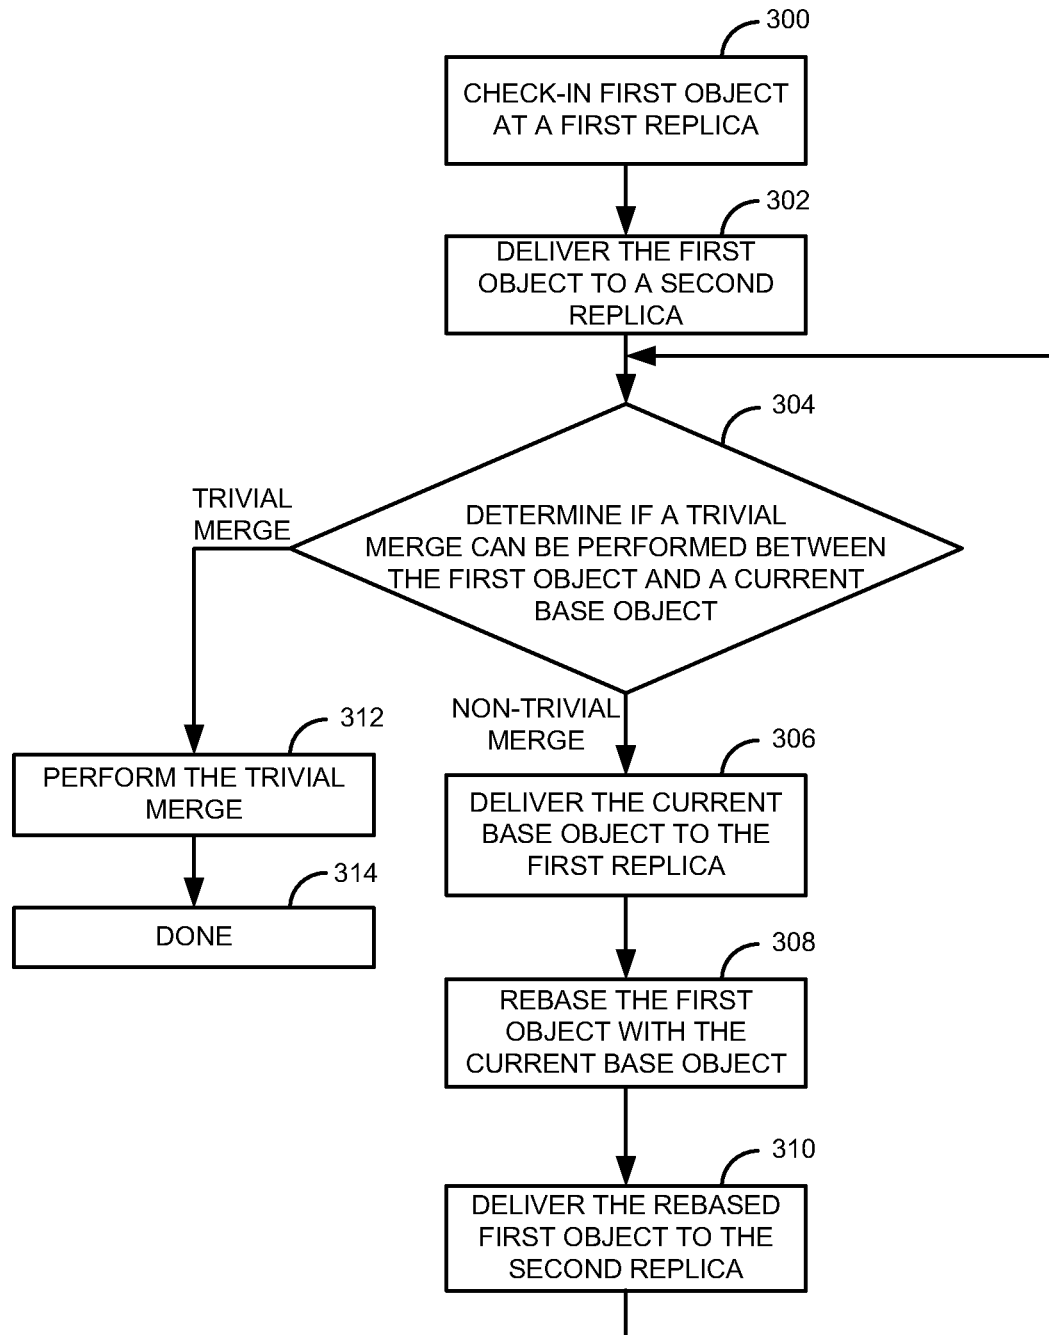 300
CHECK-IN FIRST OBJECT
AT A FIRST REPLICA
302
DELIVER THE FIRST
OBJECT TO A SECOND
REPLICA
304
DETERMINE IF A TRIVIAL
MERGE CAN BE PERFORMED BETWEEN
THE FIRST OBJECT AND A CURRENT
BASE OBJECT
TRIVIAL
MERGE
312
PERFORM THE TRIVIAL
MERGE
314
DONE
NON-TRIVIAL
MERGE
306
DELIVER THE CURRENT
BASE OBJECT TO THE
FIRST REPLICA
308
REBASE THE FIRST
OBJECT WITH THE
CURRENT BASE OBJECT
310
DELIVER THE REBASED
FIRST OBJECT TO THE
SECOND REPLICA